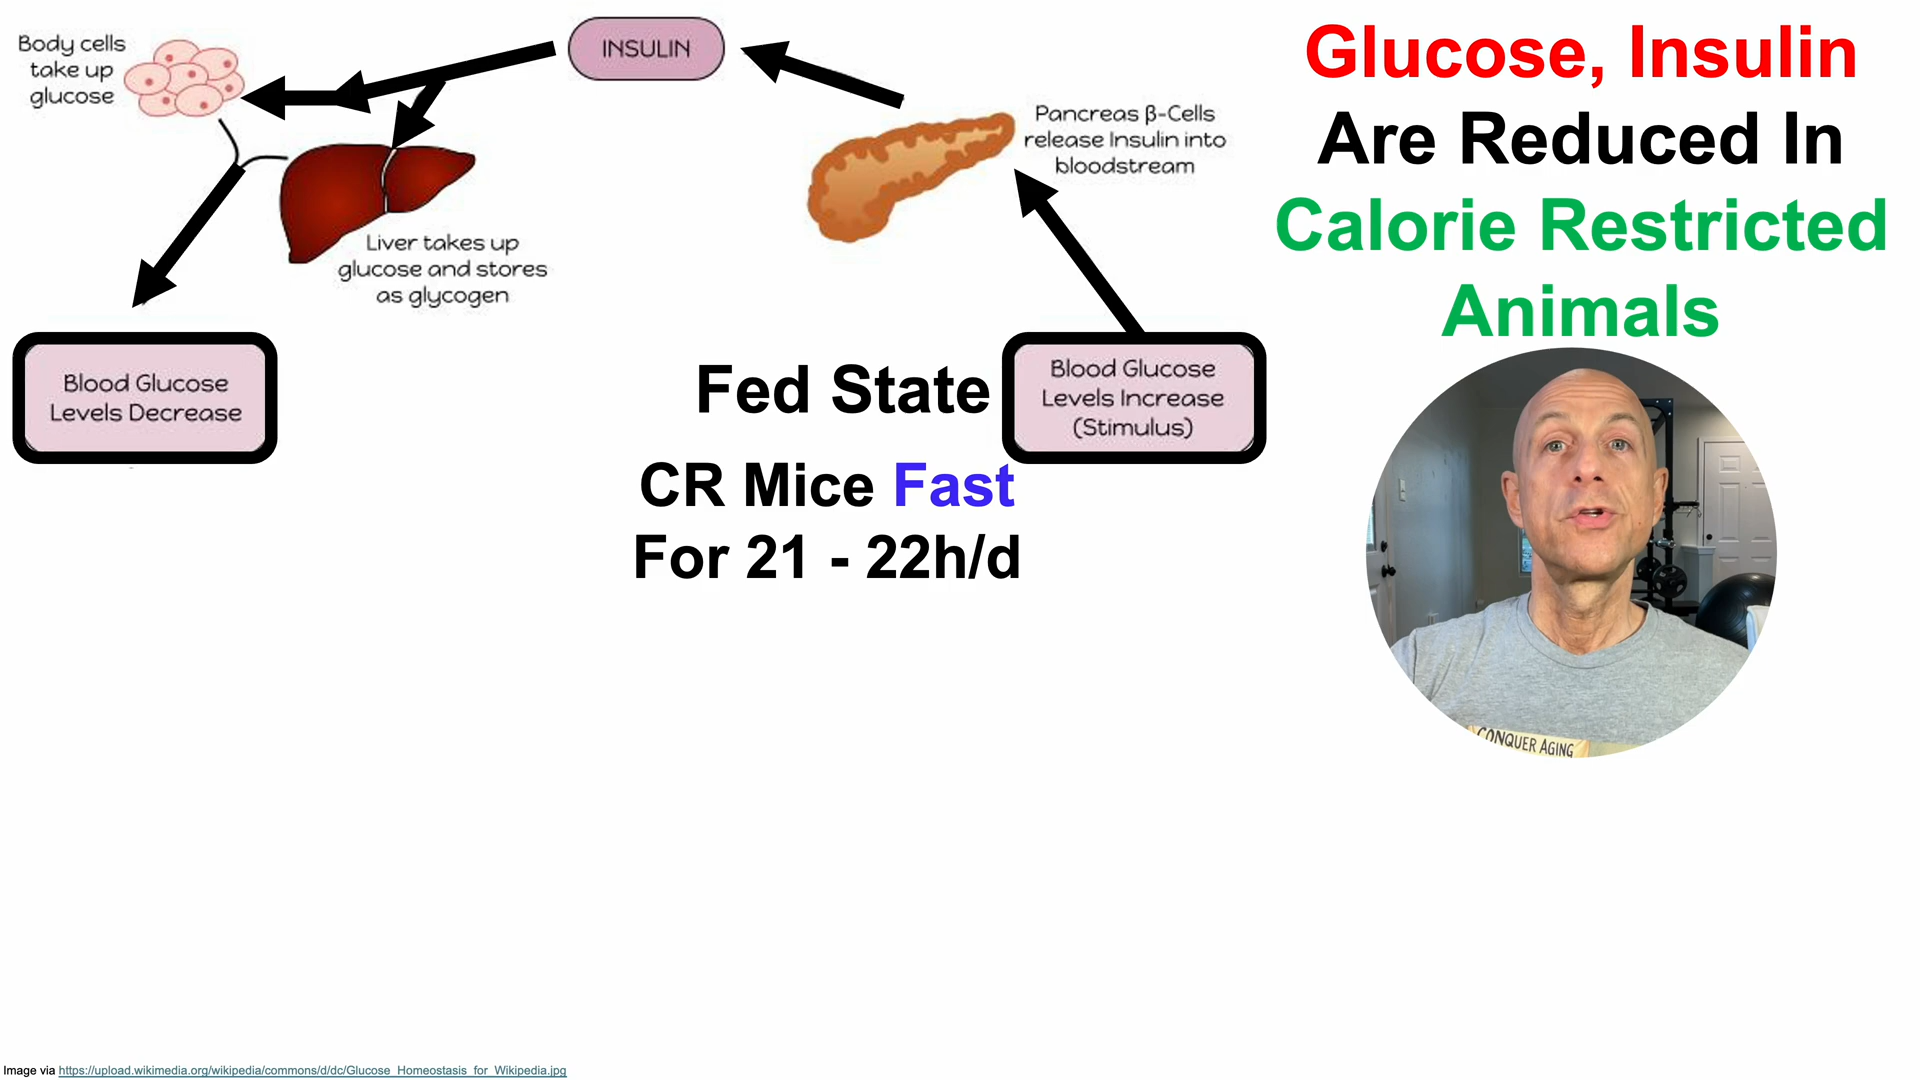 Body cells
take up
glucose
INSULIN
Pancreas β-Cells
release Insulin into
bloodstream
Glucose, Insulin
Are Reduced In
Calorie Restricted
Animals
Liver takes up
glucose and stores
as glycogen
Blood Glucose
Levels Decrease
Fed State
Blood Glucose
Levels Increase
(Stimulus)
CR Mice Fast
For 21 - 22h/d
CONQUER AGING
Image via https://upload.wikimedia.org/wikipedia/commons/d/dc/Glucose_Homeostasis_for_Wikipedia.jpg